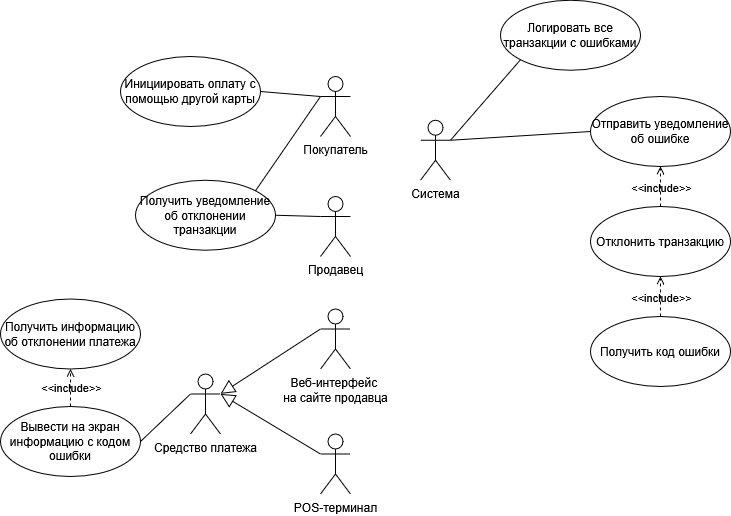 Логировать все
транзакции с ошибками
Инициировать оплату с
помощью другой карты
Покупатель
Отправить уведомление
об ошибке
Система
<<include>>
Получить уведомление
об отклонении
транзакции
Отклонить транзакцию
Продавец
<<include>>
Получить информацию
об отклонении платежа
Получить код ошибки
<<include>>
Веб-интерфейс
на сайте продавца
Вывести на экран
информацию с кодом
ошибки
Средство платежа
POS-терминал